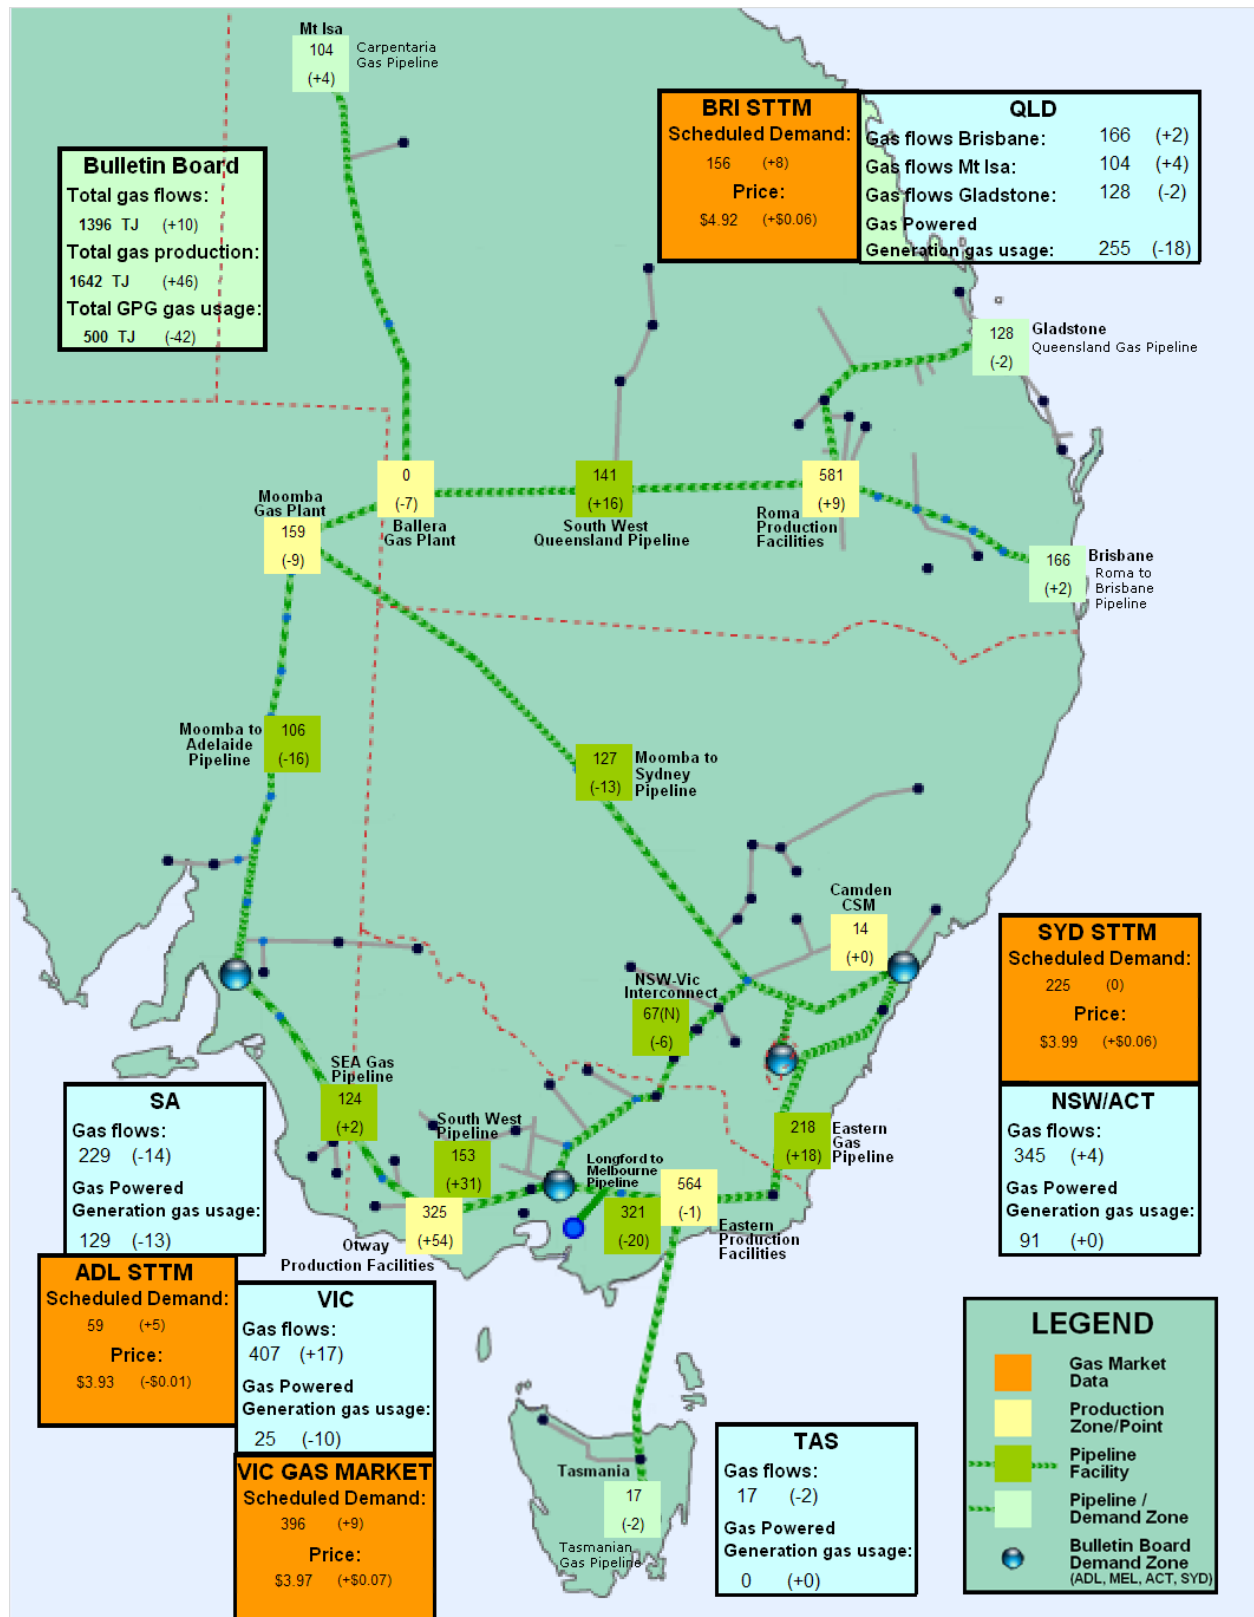 Mt Isa
104
(+4)
Carpentaria
Gas Pipeline
Bulletin Board
Total gas flows:
1396 TJ (+10)
Total gas production:
1642 TJ (+46)
Total GPG gas usage:
500 TJ (-42)
BRI STTM
Scheduled Demand:
156 (+8)
Price:
$4.92 (+$0.06)
QLD
Gas flows Brisbane: 166 (+2)
Gas flows Mt Isa: 104 (+4)
Gas flows Gladstone: 128 (-2)
Gas Powered
Generation gas usage: 255 (-18)
128
(-2)
Gladstone
Queensland Gas Pipeline
0
(-7)
Ballera
Gas Plant
141
(+16)
South West
Queensland Pipeline
581
(+9)
Roma
Production
Facilities
Moomba
Gas Plant
159
(-9)
166
(+2)
Brisbane
Roma to
Brisbane
Pipeline
Moomba to
Adelaide
Pipeline
106
(-16)
127
(-13)
Moomba to
Sydney
Pipeline
Camden
CSM
14
(+0)
SYD STTM
Scheduled Demand:
225 (0)
Price:
$3.99 (+$0.06)
NSW-Vic
Interconnect
67(N)
(-6)
SEA Gas
Pipeline
124
(+2)
South West
Pipeline
153
(+31)
Longford to
Melbourne
Pipeline
321
(-20)
564
(-1)
Eastern
Production
Facilities
218
(+18)
Eastern
Gas
Pipeline
NSW/ACT
Gas flows:
345 (+4)
Gas Powered
Generation gas usage:
91 (+0)
SA
Gas flows:
229 (-14)
Gas Powered
Generation gas usage:
129 (-13)
325
(+54)
Otway
Production Facilities
ADL STTM
Scheduled Demand:
59 (+5)
Price:
$3.93 (-$0.01)
VIC
Gas flows:
407 (+17)
Gas Powered
Generation gas usage:
25 (-10)
VIC GAS MARKET
Scheduled Demand:
396 (+9)
Price:
$3.97 (+$0.07)
Tasmania
17
(-2)
Tasmanian
Gas Pipeline
TAS
Gas flows:
17 (-2)
Gas Powered
Generation gas usage:
0 (+0)
LEGEND
Gas Market
Data
Production
Zone/Point
Pipeline
Facility
Pipeline /
Demand Zone
Bulletin Board
Demand Zone
(ADL, MEL, ACT, SYD)